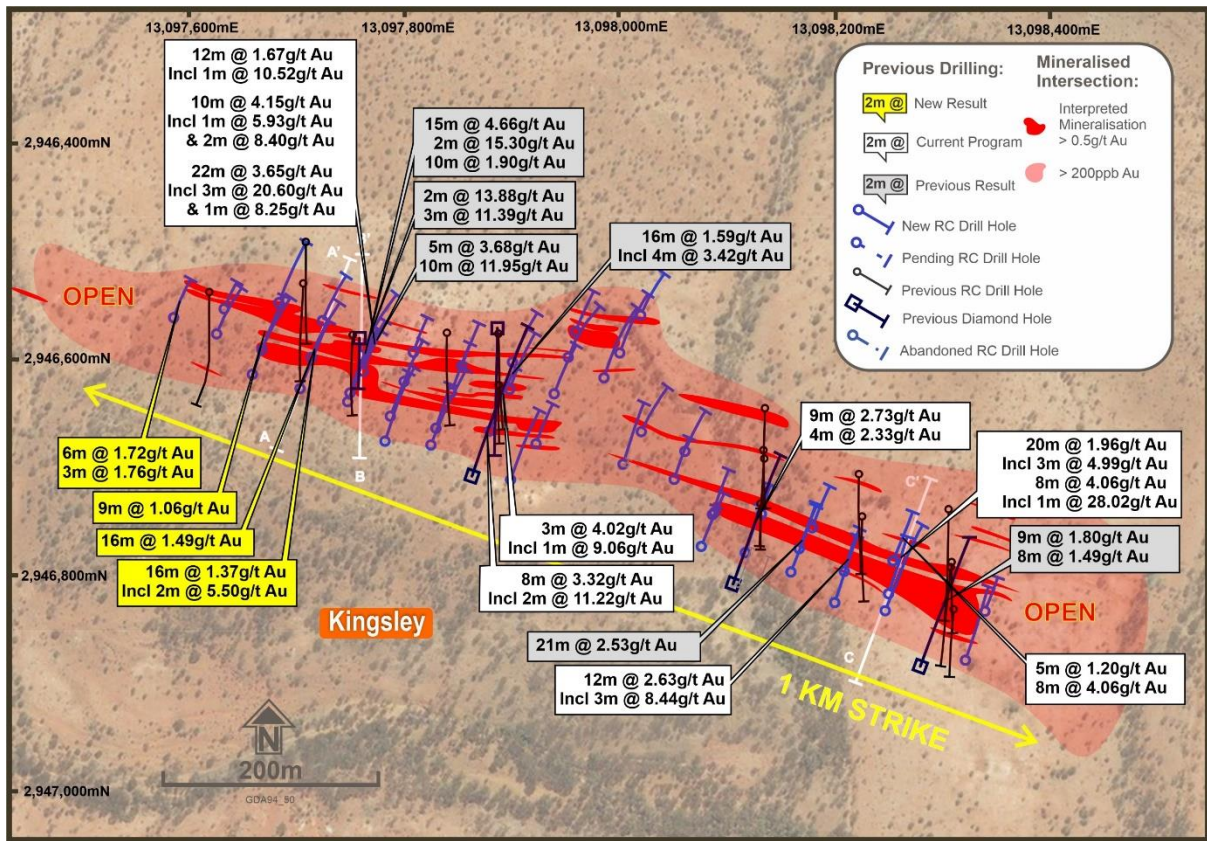 13,097,600mE
13,097,800mE
13,098,000mE
13,098,200mE
13,098,400mE
2,946,400mN
2,946,600mN
2,946,800mN
2,947,000mN
12m @ 1.67g/t Au
Incl 1m @ 10.52g/t Au
10m @ 4.15g/t Au
Incl 1m @ 5.93g/t Au
& 2m @ 8.40g/t Au
22m @ 3.65g/t Au
Incl 3m @ 20.60g/t Au
& 1m @ 8.25g/t Au
15m @ 4.66g/t Au
2m @ 15.30g/t Au
10m @ 1.90g/t Au
2m @ 13.88g/t Au
3m @ 11.39g/t Au
5m @ 3.68g/t Au
10m @ 11.95g/t Au
16m @ 1.59g/t Au
Incl 4m @ 3.42g/t Au
Previous Drilling:
2m @ New Result
2m @ Current Program
2m @ Previous Result
New RC Drill Hole
Pending RC Drill Hole
Previous RC Drill Hole
Previous Diamond Hole
Abandoned RC Drill Hole
Mineralised
Intersection:
Interpreted
Mineralisation
> 0.5g/t Au
> 200ppb Au
OPEN
A'
A
B
6m @ 1.72g/t Au
3m @ 1.76g/t Au
9m @ 1.06g/t Au
16m @ 1.49g/t Au
16m @ 1.37g/t Au
Incl 2m @ 5.50g/t Au
3m @ 4.02g/t Au
Incl 1m @ 9.06g/t Au
8m @ 3.32g/t Au
Incl 2m @ 11.22g/t Au
9m @ 2.73g/t Au
4m @ 2.33g/t Au
20m @ 1.96g/t Au
Incl 3m @ 4.99g/t Au
8m @ 4.06g/t Au
Incl 1m @ 28.02g/t Au
9m @ 1.80g/t Au
8m @ 1.49g/t Au
C'
C
OPEN
21m @ 2.53g/t Au
12m @ 2.63g/t Au
Incl 3m @ 8.44g/t Au
5m @ 1.20g/t Au
8m @ 4.06g/t Au
Kingsley
1 KM STRIKE
N
200m
GDA94_50